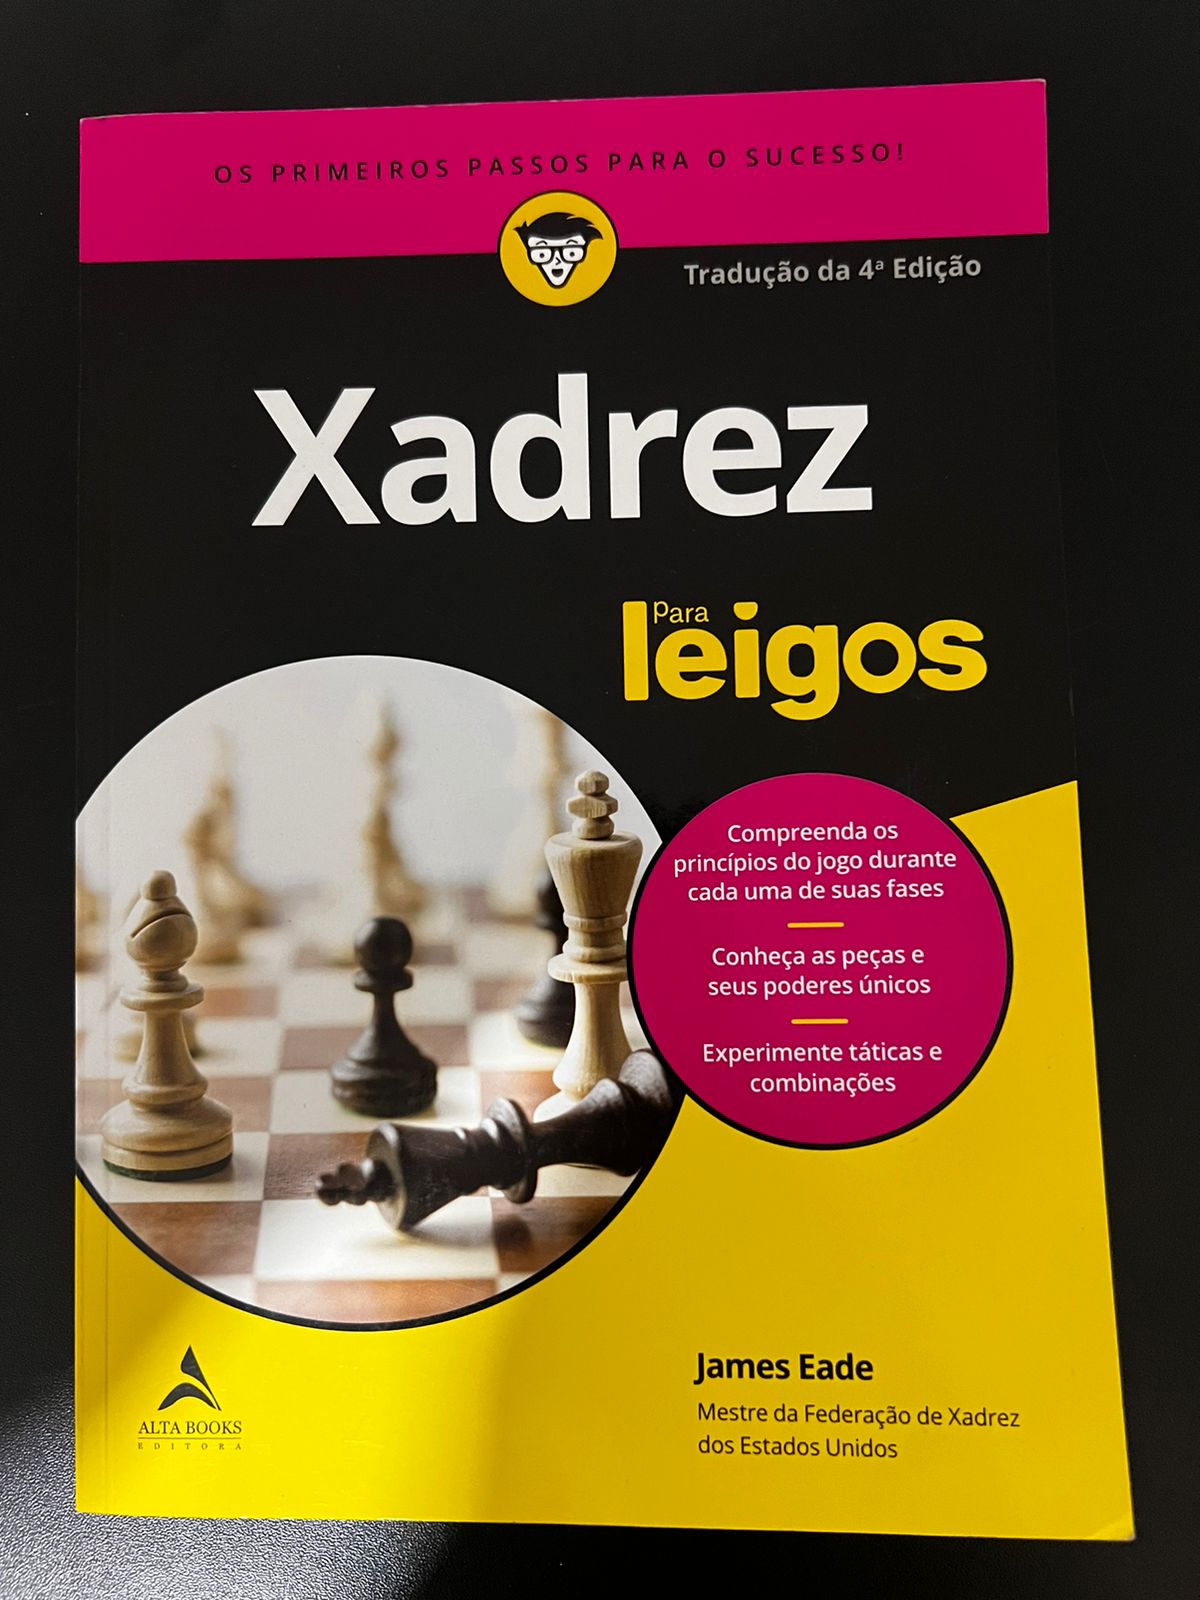 OS PRIMEIROS PASSOS PARA O SUCESSO!
Tradução da 4ª Edição
Xadrez
Para
leigos
Compreenda os
princípios do jogo durante
cada uma de suas fases
Conheça as peças e
seus poderes únicos
Experimente táticas e
combinações
James Eade
Mestre da Federação de Xadrez
dos Estados Unidos
ALTA BOOKS
EDITORA